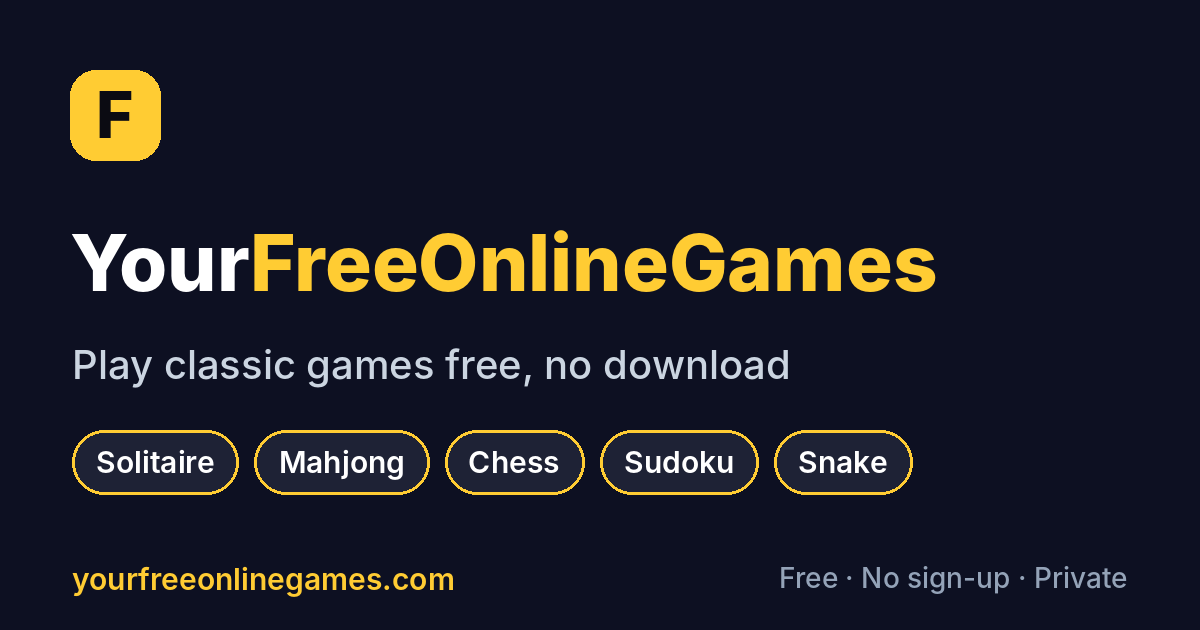 F
YourFreeOnlineGames
Play classic games free, no download
Solitaire Mahjong Chess Sudoku Snake
yourfreeonlinegames.com Free · No sign-up · Private